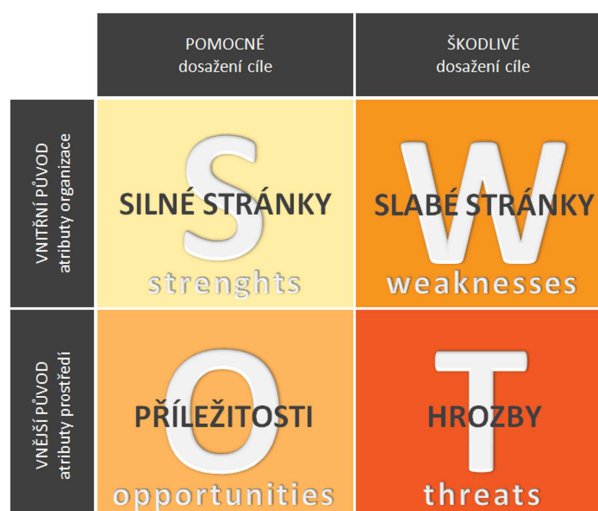 POMOCNÉ
dosažení cíle
ŠKODLIVÉ
dosažení cíle
VNITŘNÍ PŮVOD
atributy organizace
S
SILNÉ STRÁNKY
strenghts
W
SLABÉ STRÁNKY
weaknesses
VNĚJSÍ PŮVOD
atributy prostředí
O
PŘÍLEŽITOSTI
opportunities
T
HROZBY
threats